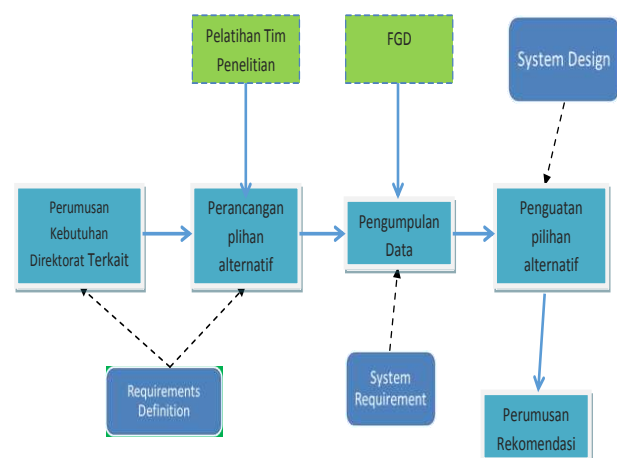 Pelatihan Tim
Penelitian
FGD
System Design
Perumusan
Kebutuhan
Direktorat Terkait
Perancangan
plihan
alternatif
Pengumpulan
Data
Penguatan
pilihan
alternatif
Requirements
Definition
System
Requirement
Perumusan
Rekomendasi